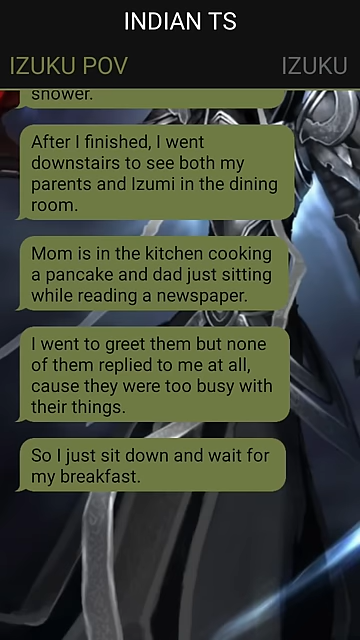 INDIAN TS
IZUKU POV IZUKU
shower.
After I finished, I went
downstairs to see both my
parents and Izumi in the dining
room.
Mom is in the kitchen cooking
a pancake and dad just sitting
while reading a newspaper.
I went to greet them but none
of them replied to me at all,
cause they were too busy with
their things.
So I just sit down and wait for
my breakfast.